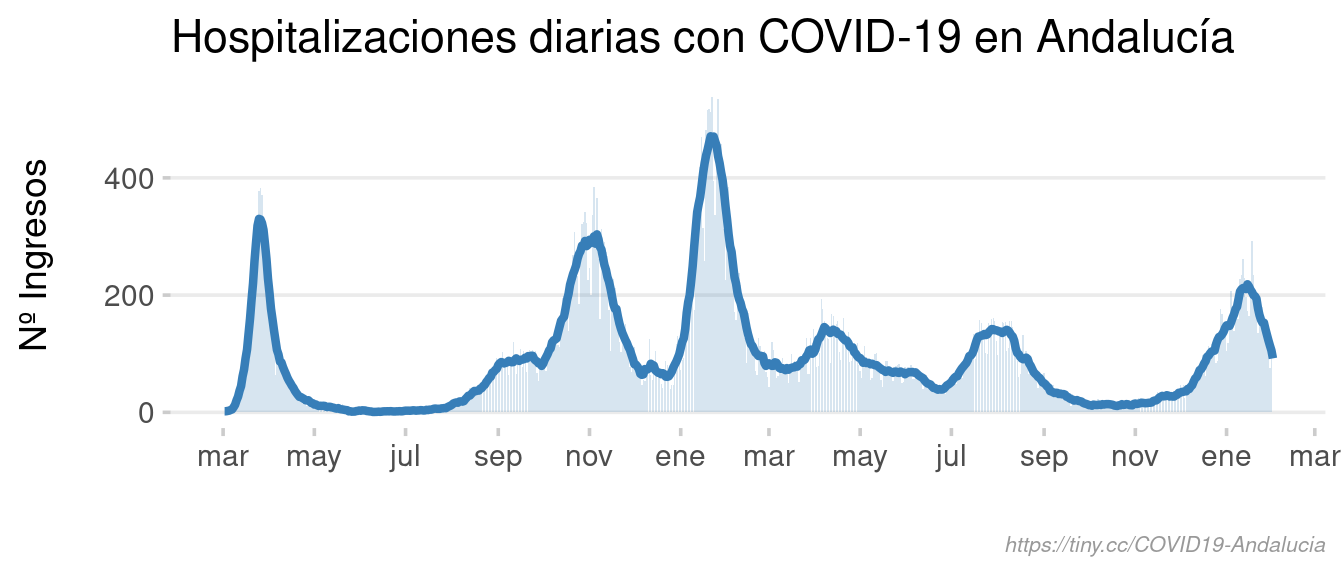 Hospitalizaciones diarias con COVID-19 en Andalucía
Nº Ingresos
400
200
0
mar may jul sep nov ene mar may jul sep nov ene mar
https://tiny.cc/COVID19-Andalucia